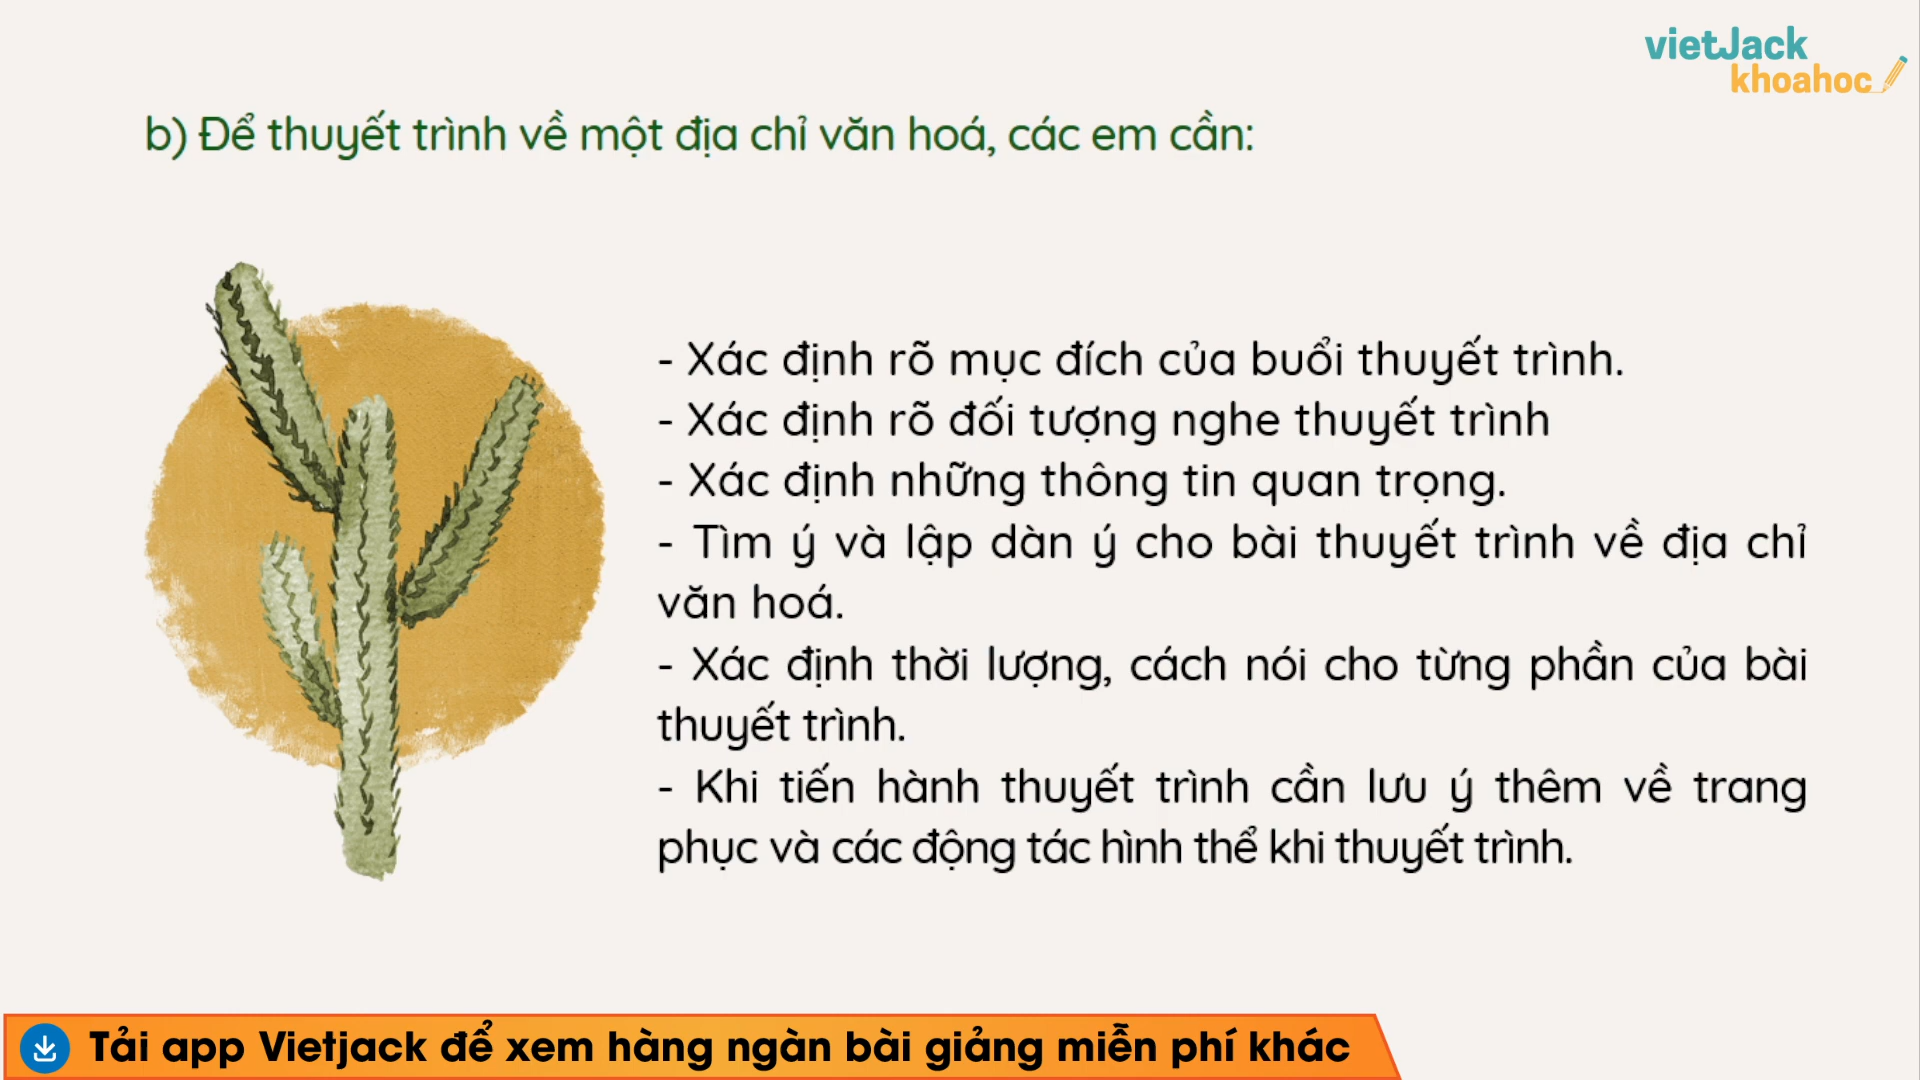 vietJack
khoahoc
b) Để thuyết trình về một địa chỉ văn hoá, các em cần:
- Xác định rõ mục đích của buổi thuyết trình.
- Xác định rõ đối tượng nghe thuyết trình
- Xác định những thông tin quan trọng.
- Tìm ý và lập dàn ý cho bài thuyết trình về địa chỉ
văn hoá.
- Xác định thời lượng, cách nói cho từng phần của bài
thuyết trình.
- Khi tiến hành thuyết trình cần lưu ý thêm về trang
phục và các động tác hình thể khi thuyết trình.
Tải app Vietjack để xem hàng ngàn bài giảng miễn phí khác